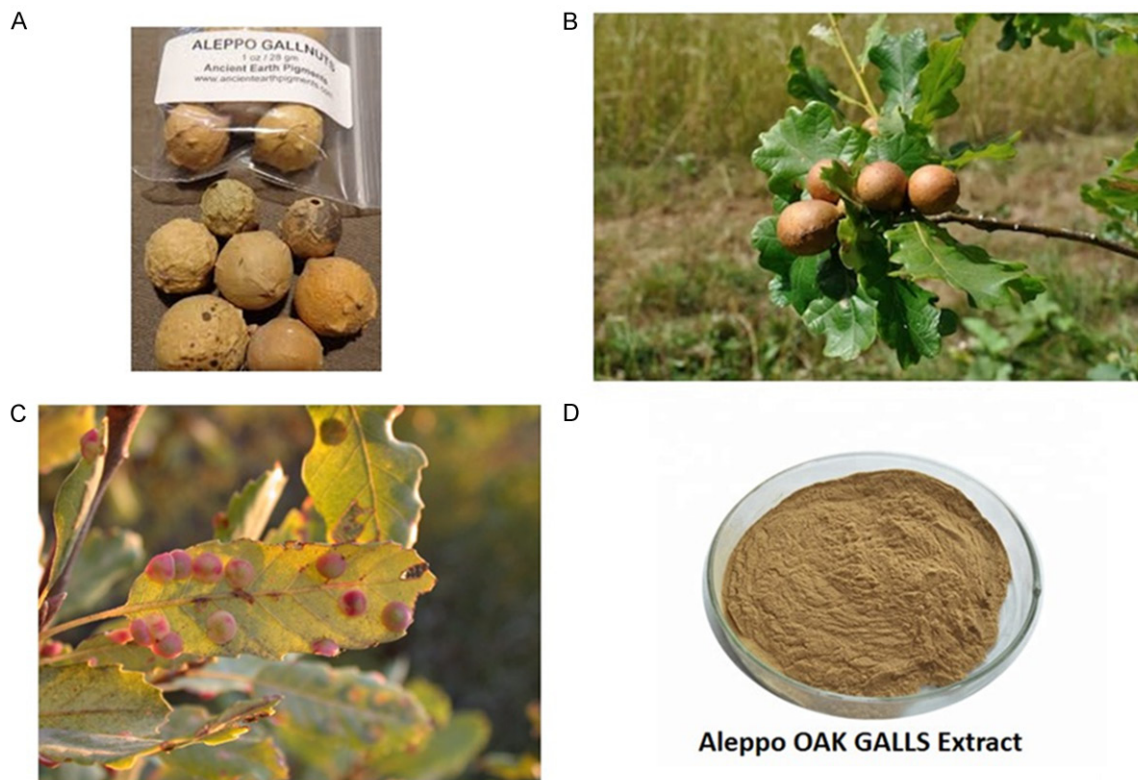 A
ALEPPO GALLNUTS
1 oz / 28 gm
Ancient Earth Pigments
www.ancientearthpigments.com
B
C
D
Aleppo OAK GALLS Extract